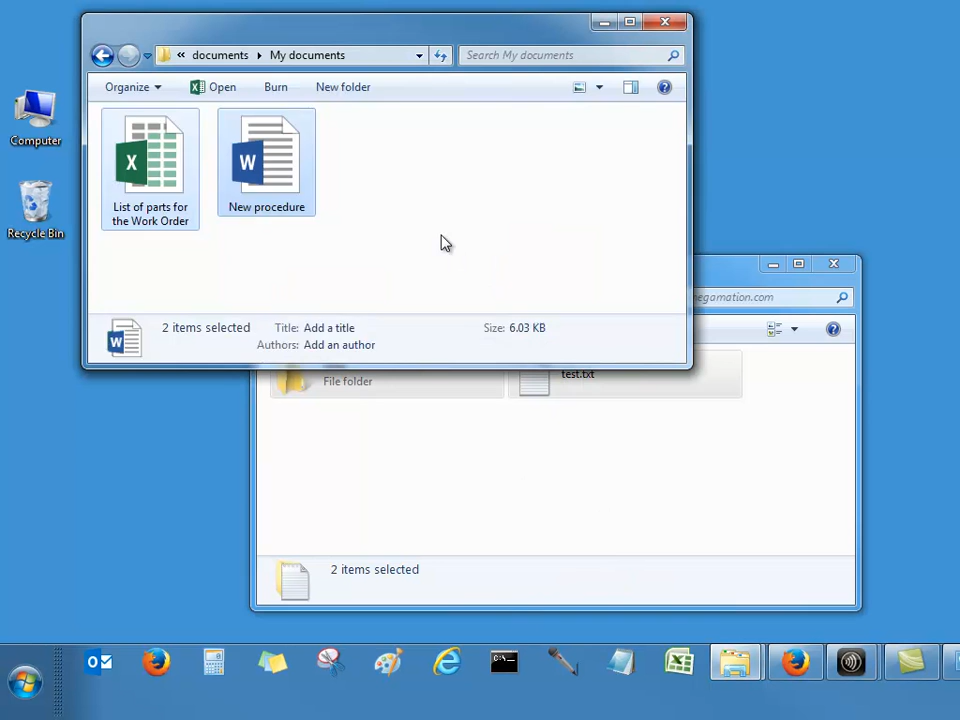 « documents My documents
Search My documents
Organize Open Burn New folder
Computer
List of parts for
the Work Order
New procedure
Recycle Bin
2 items selected Title: Add a title Size: 6.03 KB
Authors: Add an author
egamation.com
File folder
test.txt
2 items selected